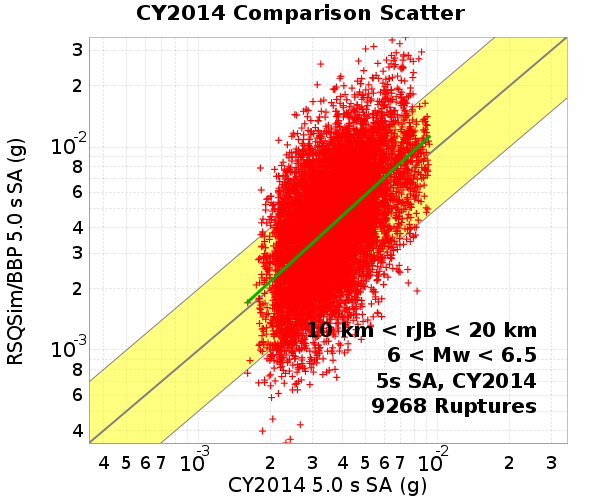 CY2014 Comparison Scatter
3
2
10-2
8
6
4
3
2
10-3
8
6
4
RSQSim/BBP 5.0 s SA (g)
10 km < rJB < 20 km
6 < Mw < 6.5
5s SA, CY2014
9268 Ruptures
4 5 6 7 10-3 2 3 4 5 6 7 10-2 2 3
CY2014 5.0 s SA (g)